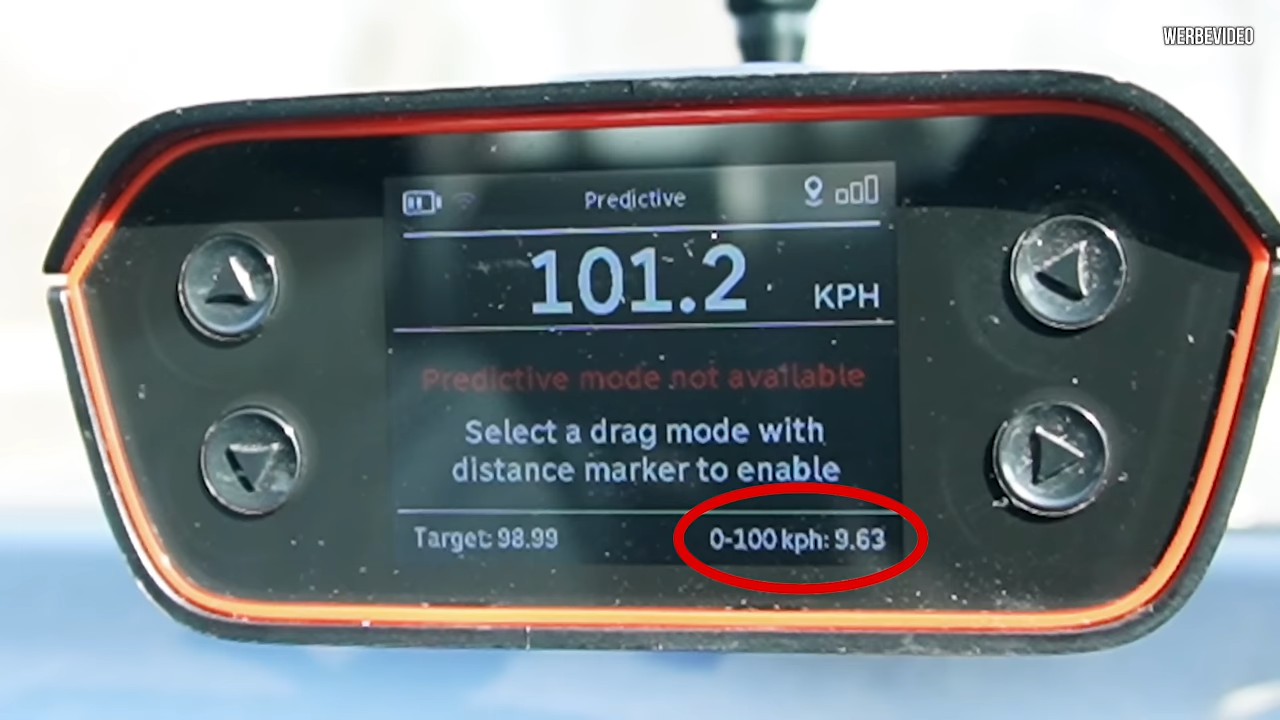 WERBEVIDEO
Predictive
101.2 KPH
Predictive mode not available
Select a drag mode with
distance marker to enable
Target: 98.99 0-100 kph: 9.63